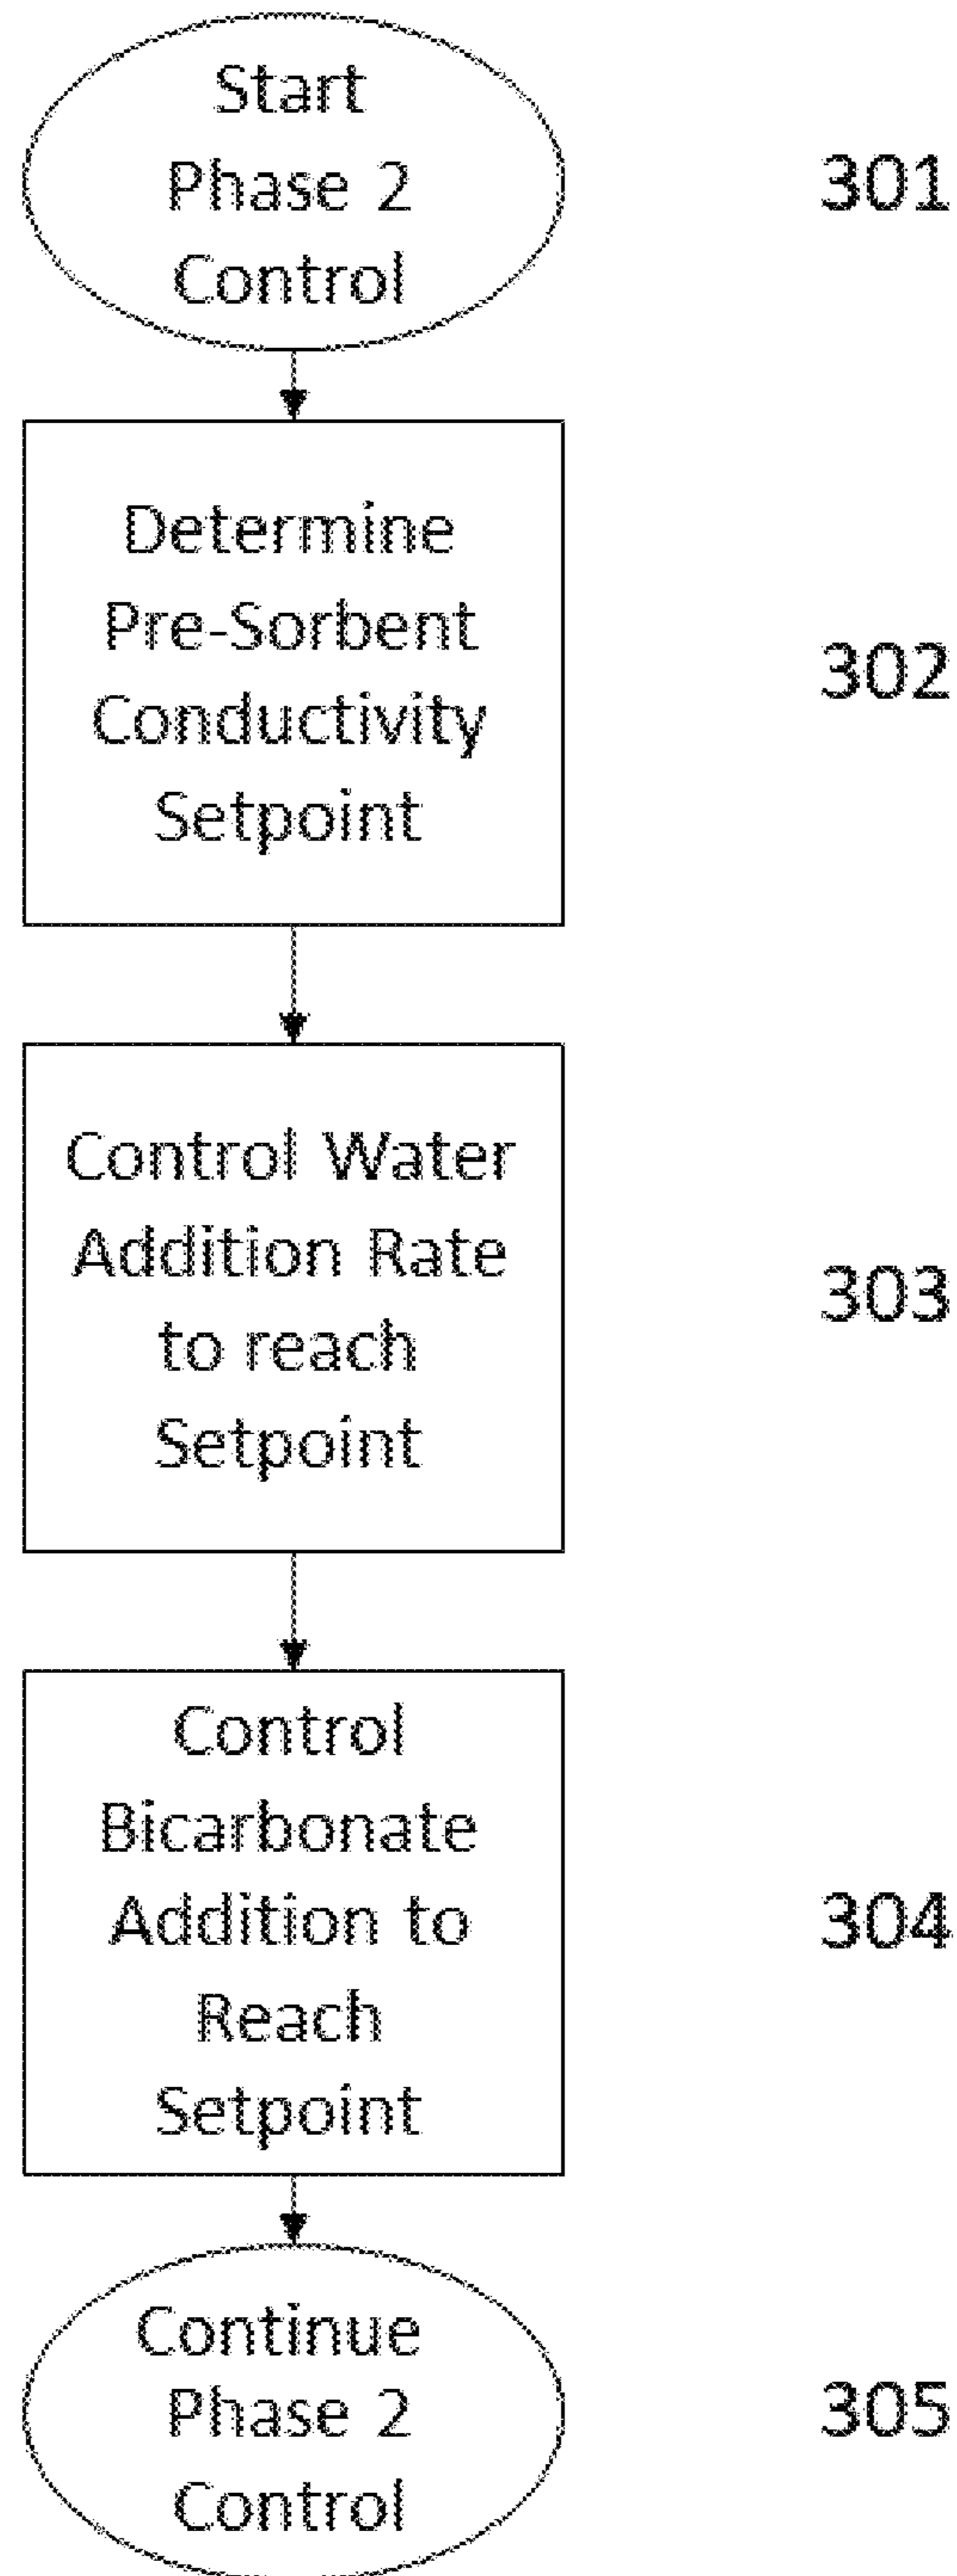 Start
Phase 2
Control
301
Determine
Pre-Sorbent
Conductivity
Setpoint
302
Control Water
Addition Rate
to reach
Setpoint
303
Control
Bicarbonate
Addition to
Reach
Setpoint
304
Continue
Phase 2
Control
305